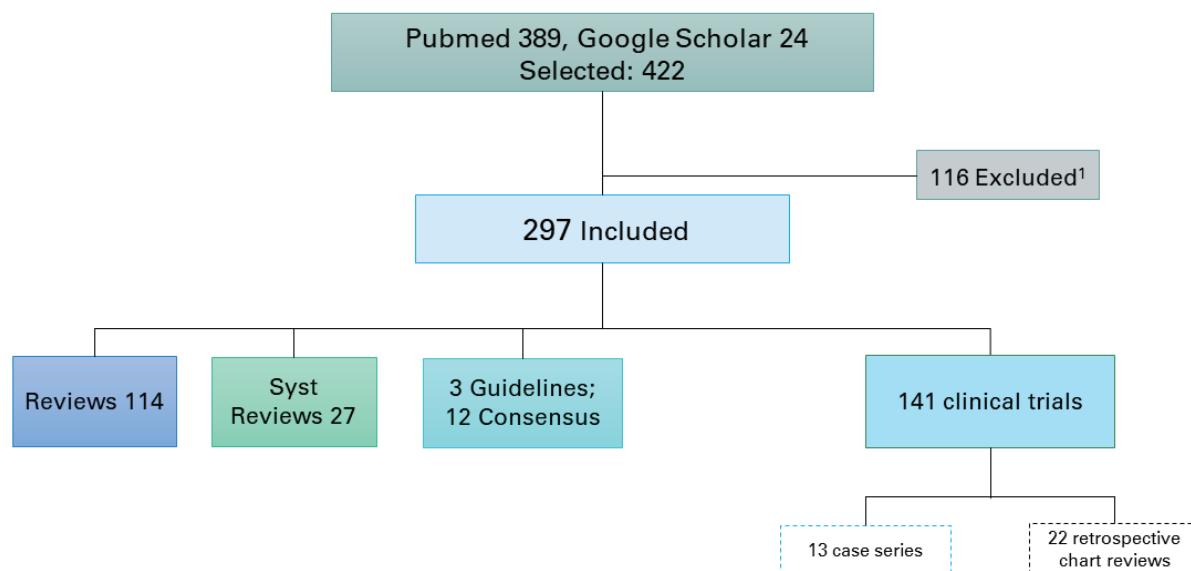 Pubmed 389, Google Scholar 24
Selected: 422
116 Excluded¹
297 Included
Reviews 114
Syst
Reviews 27
3 Guidelines;
12 Consensus
141 clinical trials
13 case series
22 retrospective
chart reviews